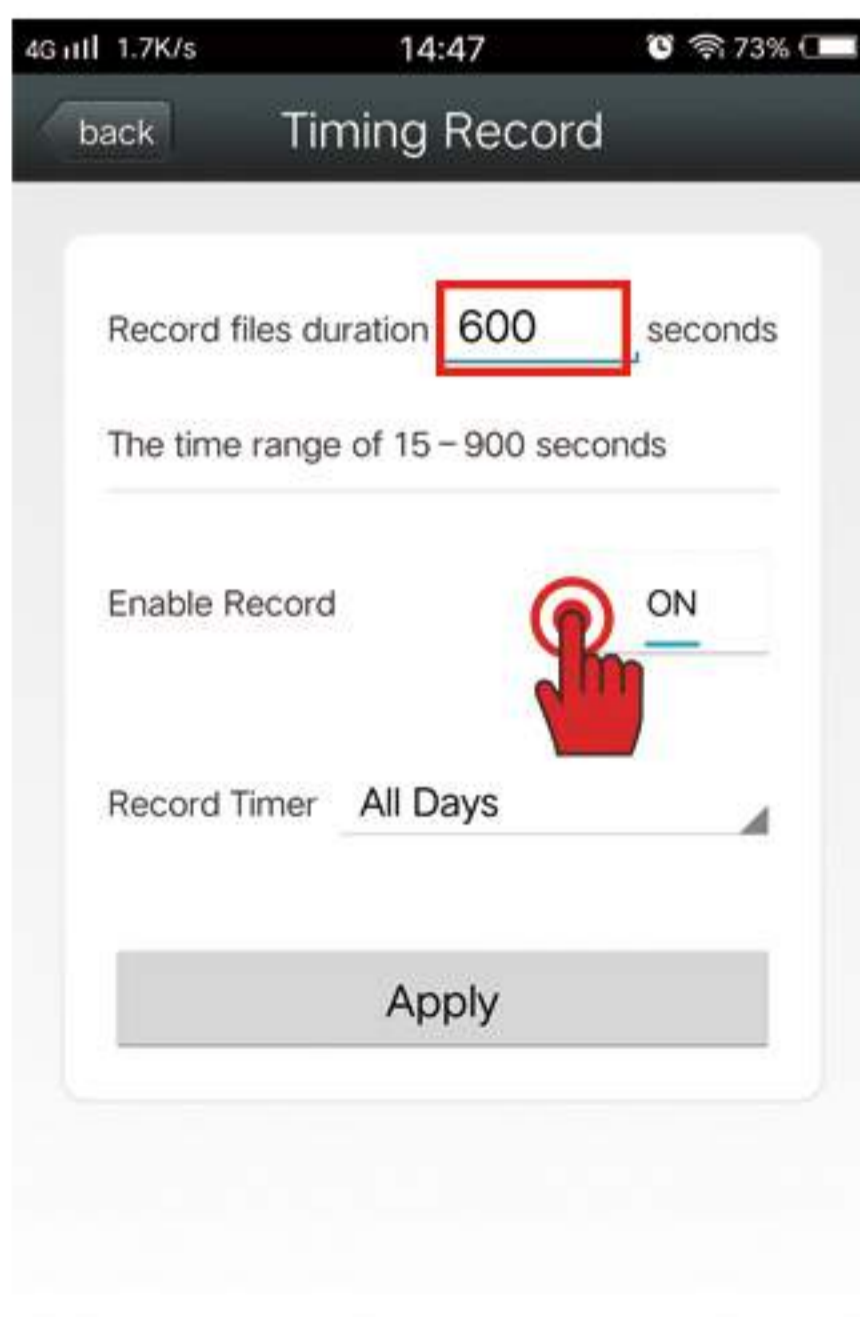 4G 1.7K/s 14:47 73%
back Timing Record
Record files duration 600 seconds
The time range of 15-900 seconds
Enable Record ON
Record Timer All Days
Apply